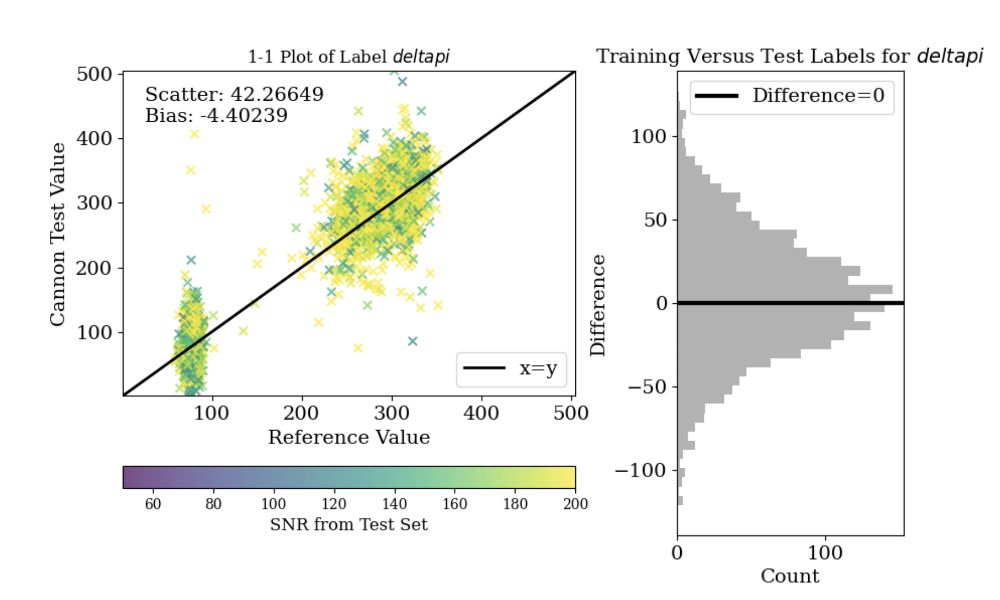 1-1 Plot of Label deltapi
Scatter: 42.26649
Bias: -4.40239
500
400
300
200
100
Cannon Test Value
x=y
100 200 300 400 500
Reference Value
60 80 100 120 140 160 180 200
SNR from Test Set
Training Versus Test Labels for deltapi
Difference=0
100
50
0
−50
−100
Difference
0 100
Count